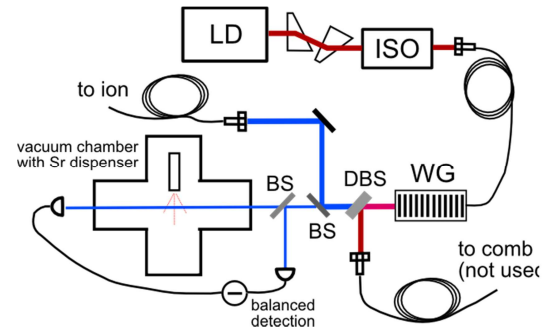 LD
ISO
to ion
vacuum chamber
with Sr dispenser
BS
DBS
WG
BS
to comb
(not used
balanced
detection